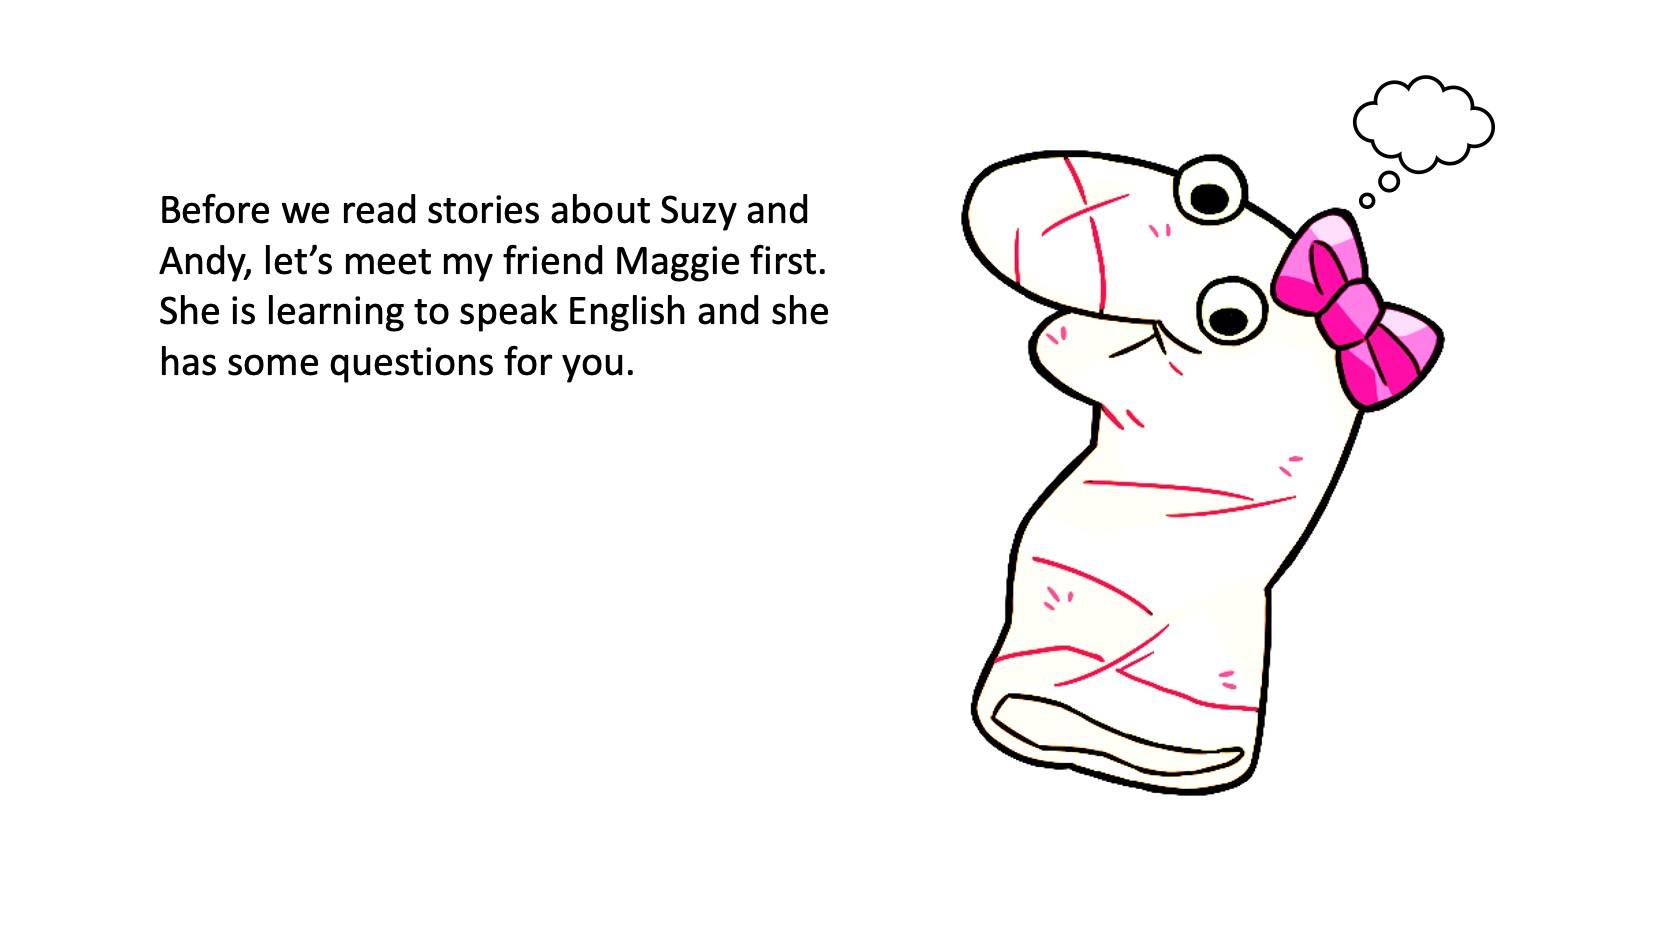 Before we read stories about Suzy and
Andy, let’s meet my friend Maggie first.
She is learning to speak English and she
has some questions for you.